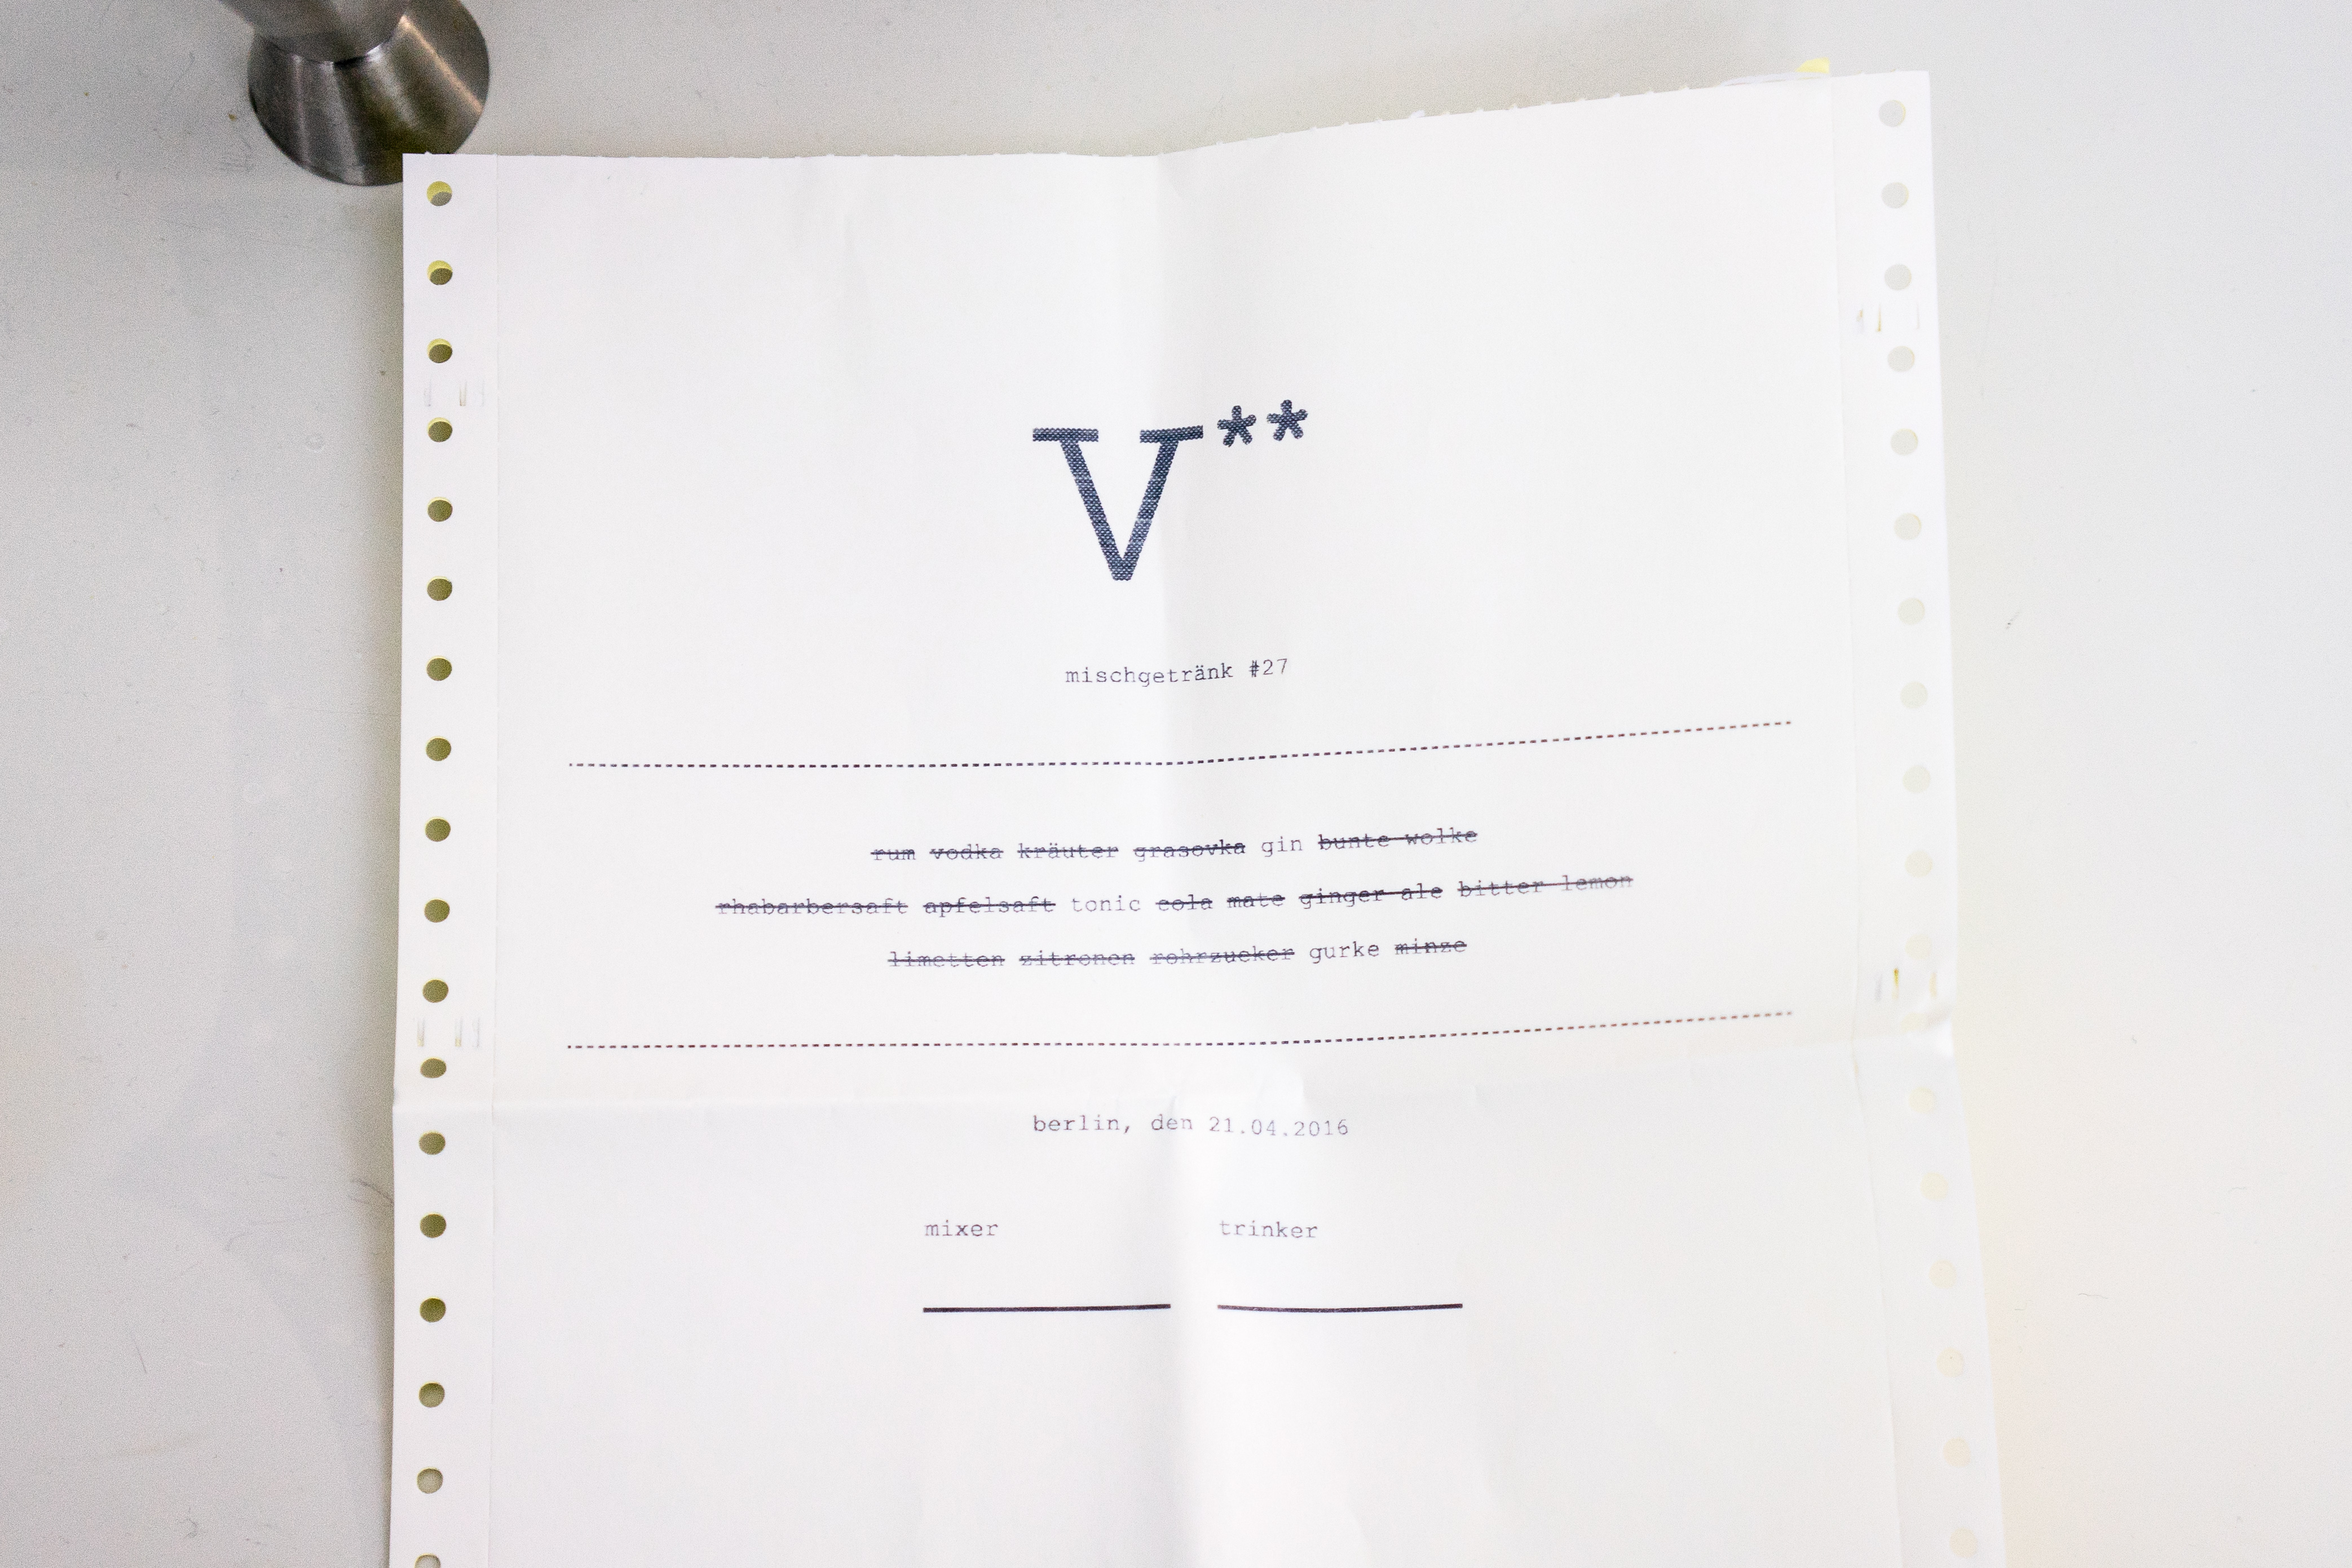 V**
mischgetränk #27
rum vodka kräuter grasovka gin bunte wolke
rhabarbersaft apfelsaft tonic cola mate ginger ale bitter lemon
limetten zitronen rohrzucker gurke minze
berlin, den 21.04.2016
mixer trinker